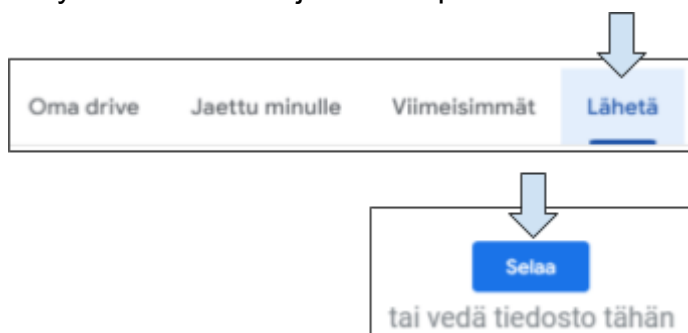 Oma drive Jaettu minulle Viimeisimmät Lähetä
Selaa
tai vedä tiedosto tähän